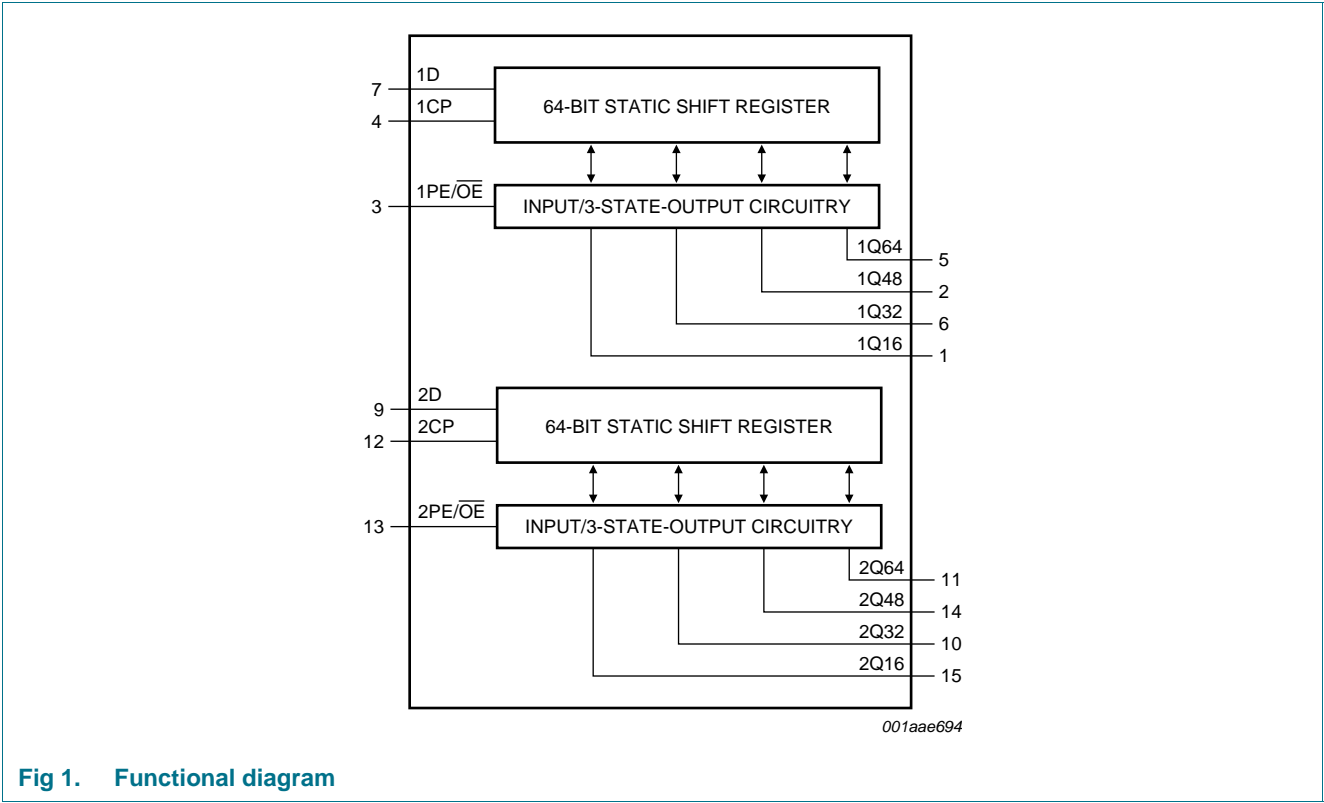 1D
7
64-BIT STATIC SHIFT REGISTER
1CP
4
1PE/O̅E̅
3
INPUT/3-STATE-OUTPUT CIRCUITRY
1Q64
5
1Q48
2
1Q32
6
1Q16
1
2D
9
64-BIT STATIC SHIFT REGISTER
2CP
12
2PE/O̅E̅
13
INPUT/3-STATE-OUTPUT CIRCUITRY
2Q64
11
2Q48
14
2Q32
10
2Q16
15
001aae694
Fig 1. Functional diagram